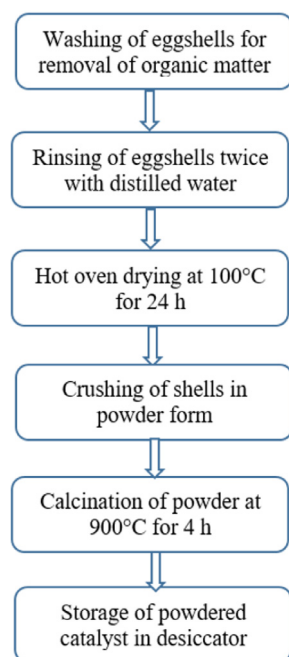 Washing of eggshells for
removal of organic matter
Rinsing of eggshells twice
with distilled water
Hot oven drying at 100°C
for 24 h
Crushing of shells in
powder form
Calcination of powder at
900°C for 4 h
Storage of powdered
catalyst in desiccator